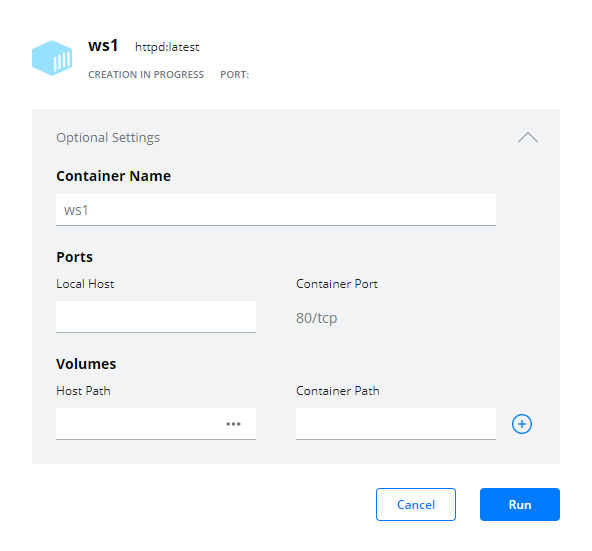 ws1 httpd:latest
CREATION IN PROGRESS PORT:
Optional Settings
Container Name
ws1
Ports
Local Host Container Port
80/tcp
Volumes
Host Path Container Path
Cancel Run